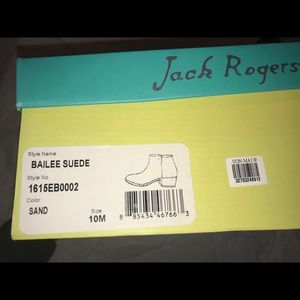 Jack Rogers
Style Name
BAILEE SUEDE
Style No
1615EB0002
Color
SAND
Size
10M
8 85434 46766 3
VON MAUR